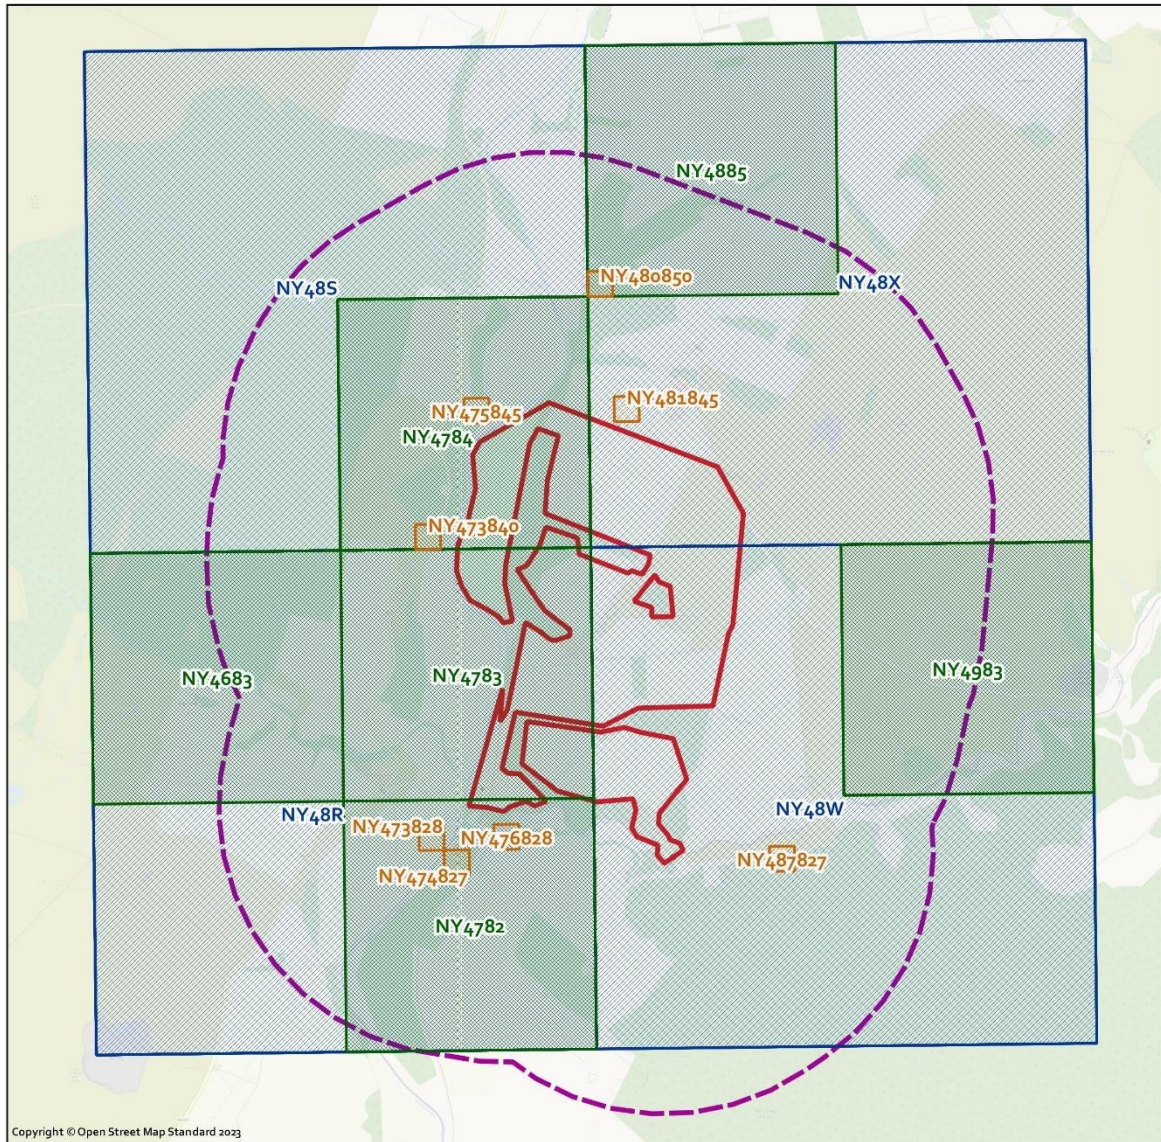 NY4885
NY48S
NY480850
NY48X
NY475845
NY481845
NY4784
NY473840
NY4683
NY4783
NY4983
NY48R
NY48W
NY473828
NY476828
NY474827
NY487827
NY4782
Copyright © Open Street Map Standard 2023